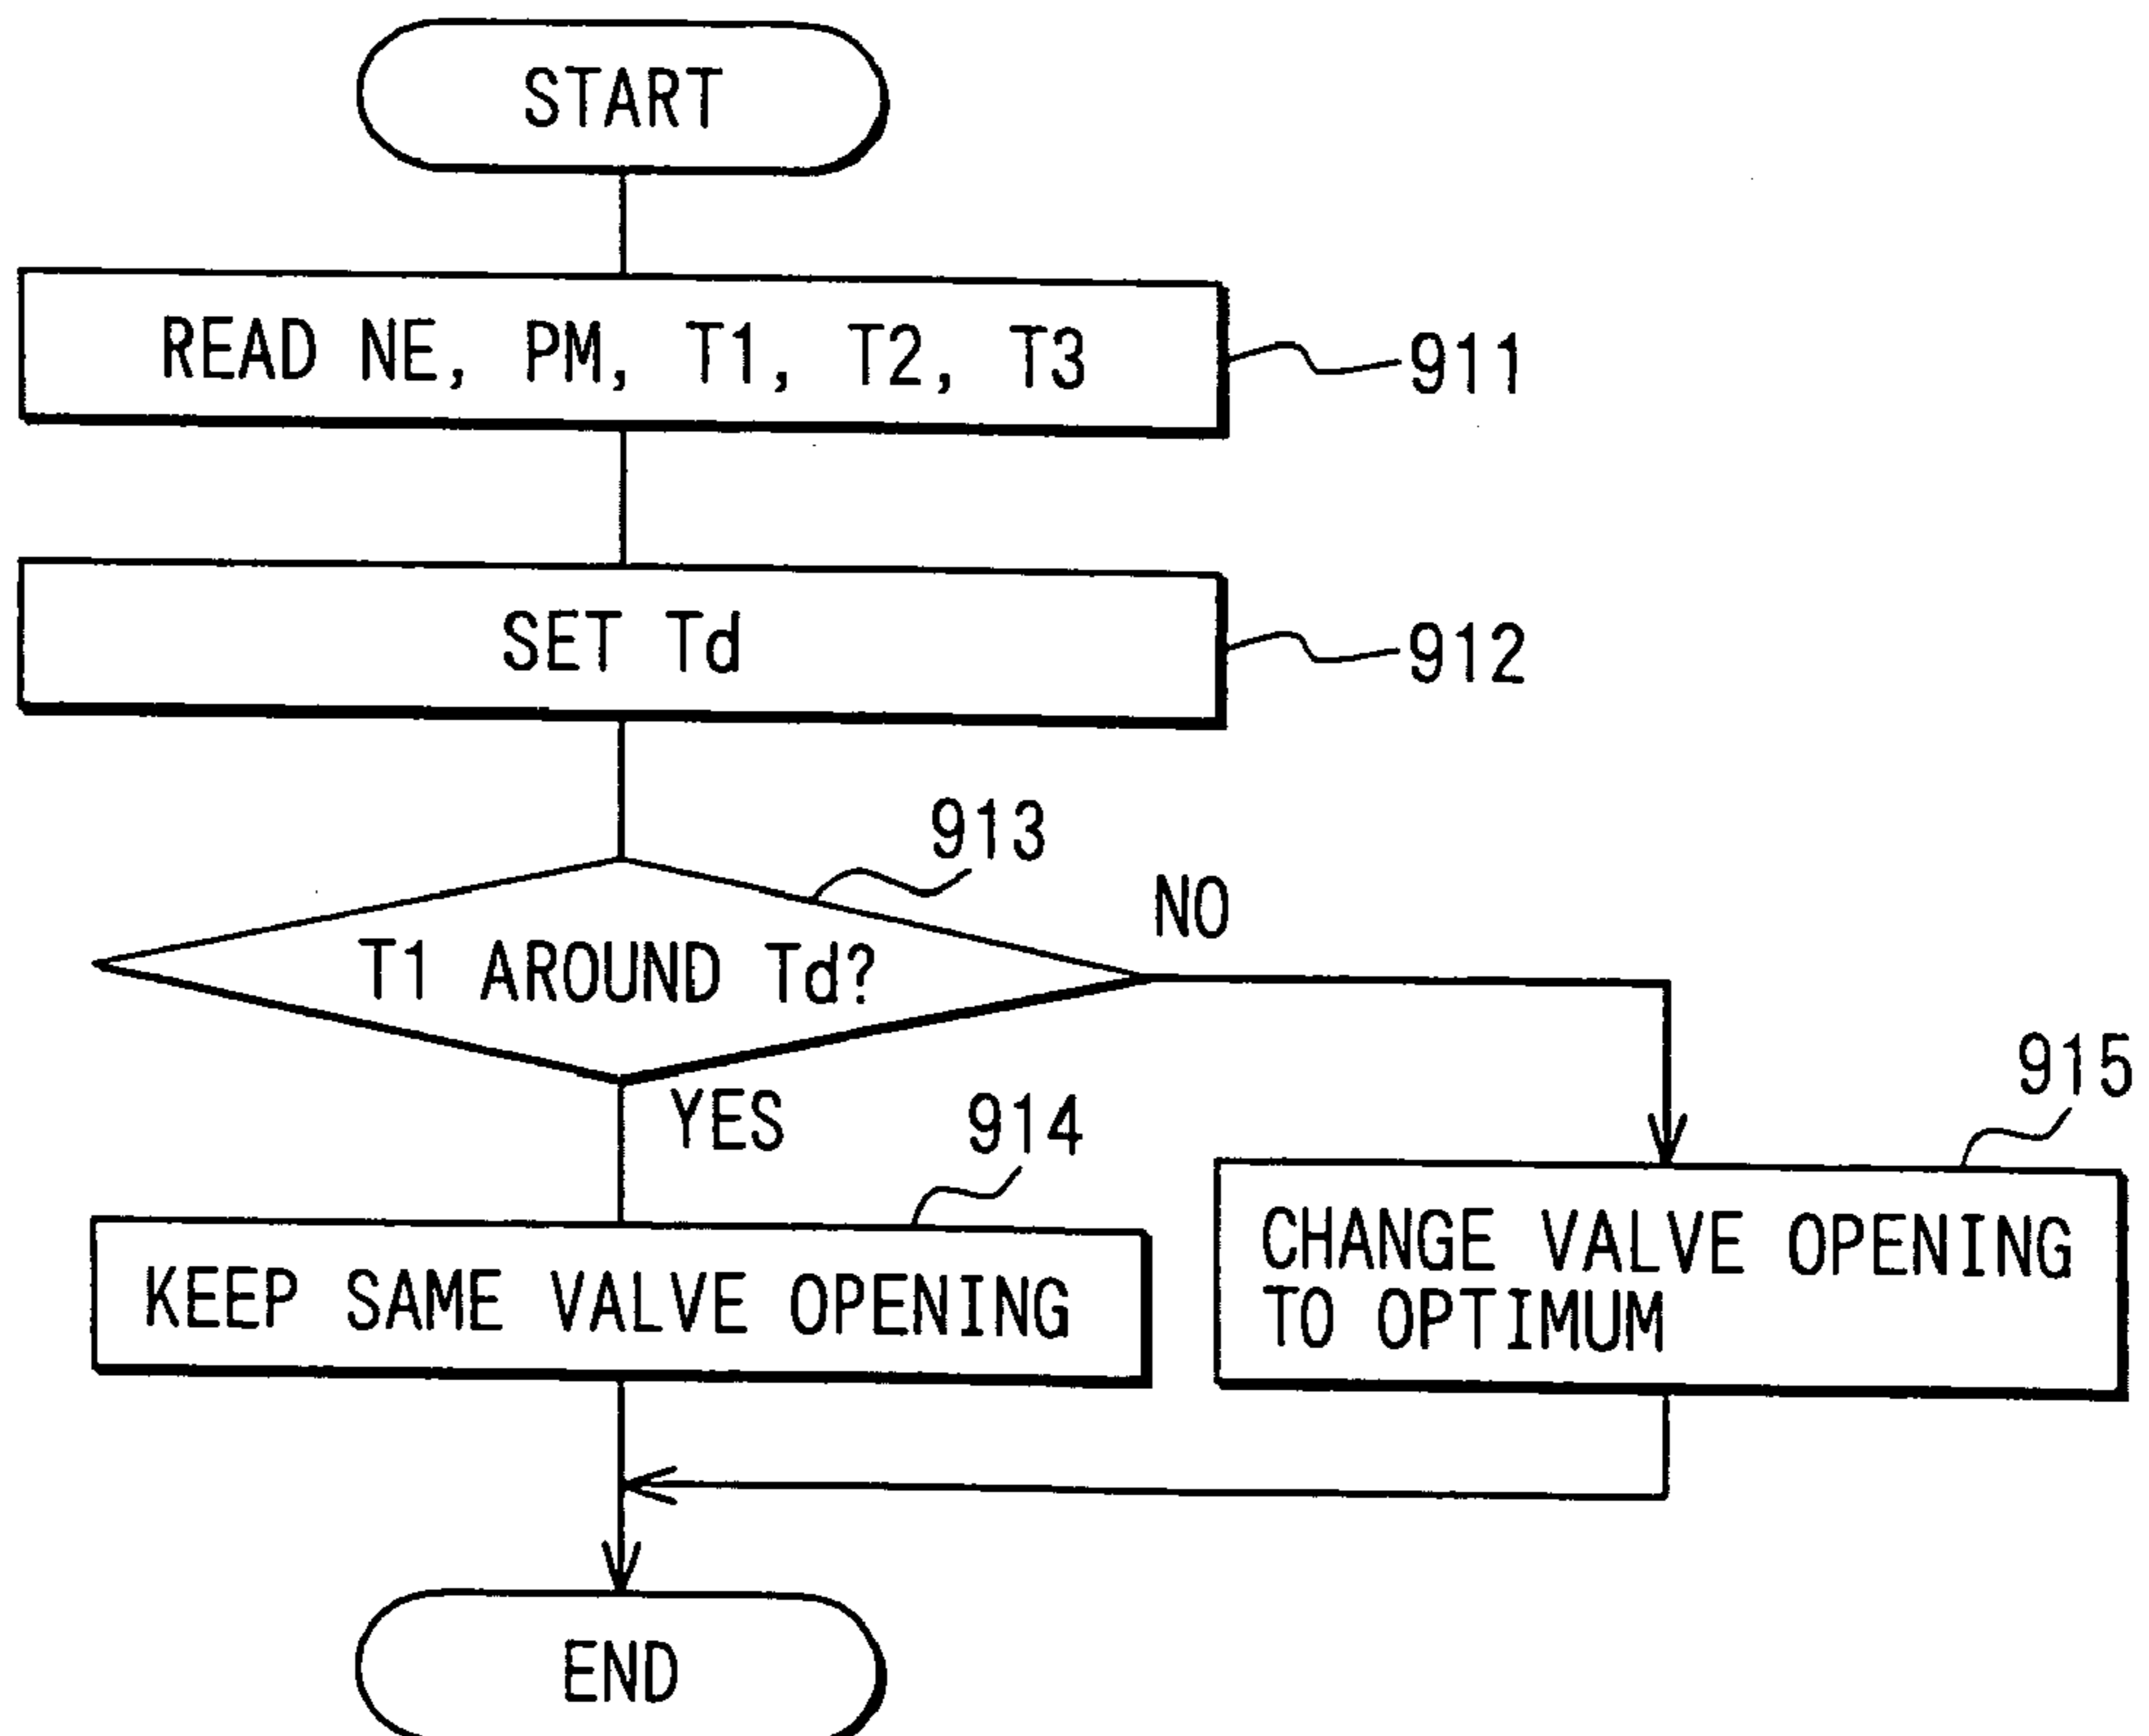 START
READ NE, PM, T1, T2, T3
911
SET Td
912
913
T1 AROUND Td?
NO
YES
914
915
KEEP SAME VALVE OPENING
CHANGE VALVE OPENING
TO OPTIMUM
END